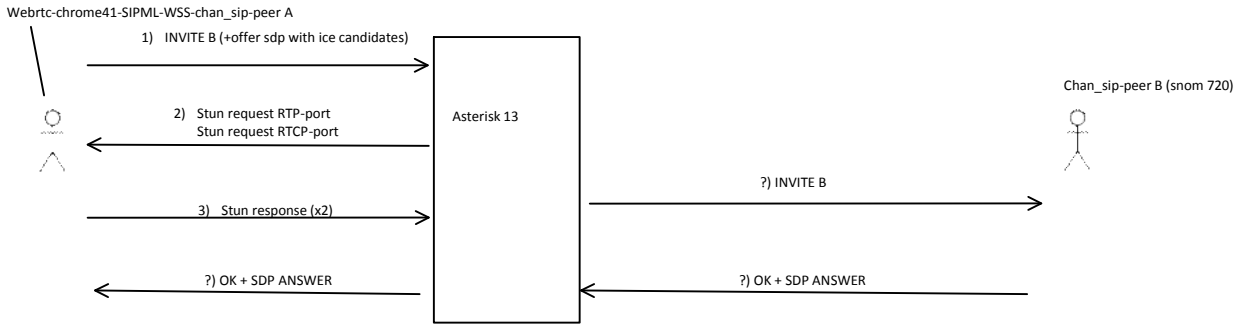 Webrtc-chrome41-SIPML-WSS-chan_sip-peer A
1) INVITE B (+offer sdp with ice candidates)
Chan_sip-peer B (snom 720)
2) Stun request RTP-port
Stun request RTCP-port
Asterisk 13
?) INVITE B
3) Stun response (x2)
?) OK + SDP ANSWER
?) OK + SDP ANSWER